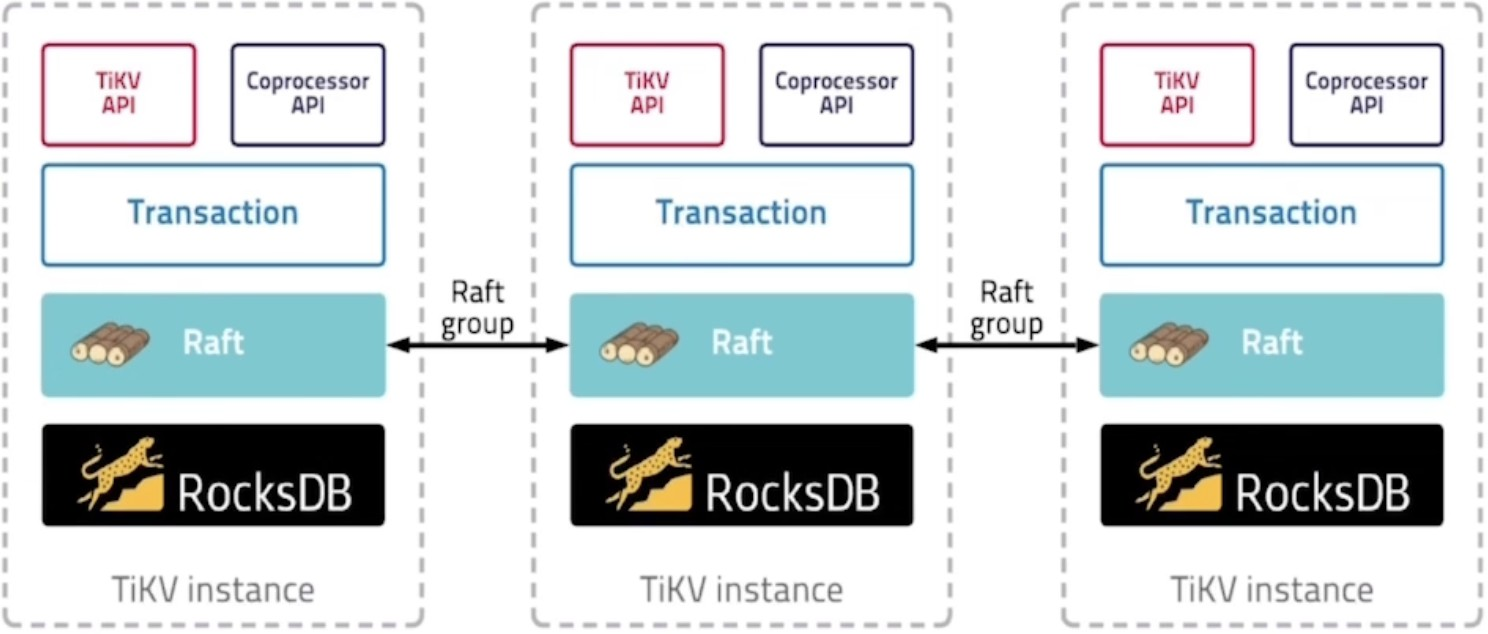 TiKV
API
Coprocessor
API
Transaction
Raft
RocksDB
TiKV instance
Raft
group
TiKV
API
Coprocessor
API
Transaction
Raft
RocksDB
TiKV instance
Raft
group
TiKV
API
Coprocessor
API
Transaction
Raft
RocksDB
TiKV instance